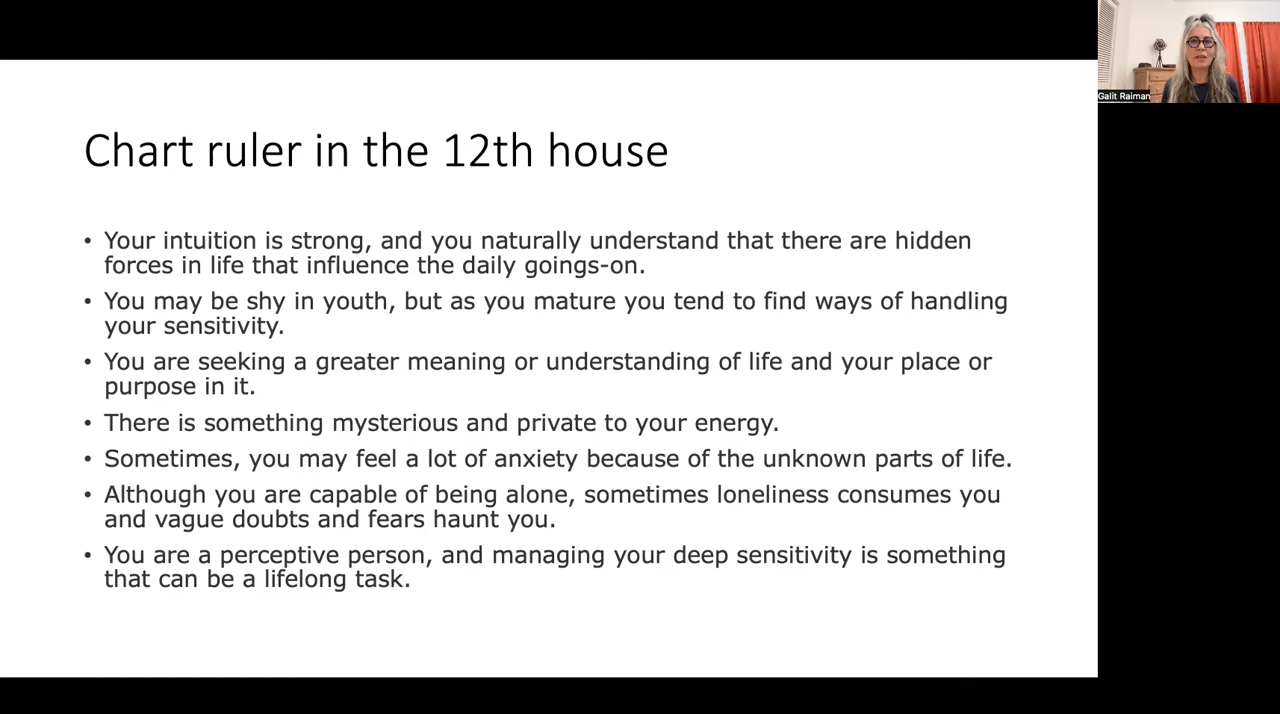 Chart ruler in the 12th house
• Your intuition is strong, and you naturally understand that there are hidden
forces in life that influence the daily goings-on.
• You may be shy in youth, but as you mature you tend to find ways of handling
your sensitivity.
• You are seeking a greater meaning or understanding of life and your place or
purpose in it.
• There is something mysterious and private to your energy.
• Sometimes, you may feel a lot of anxiety because of the unknown parts of life.
• Although you are capable of being alone, sometimes loneliness consumes you
and vague doubts and fears haunt you.
• You are a perceptive person, and managing your deep sensitivity is something
that can be a lifelong task.
Galit Raiman